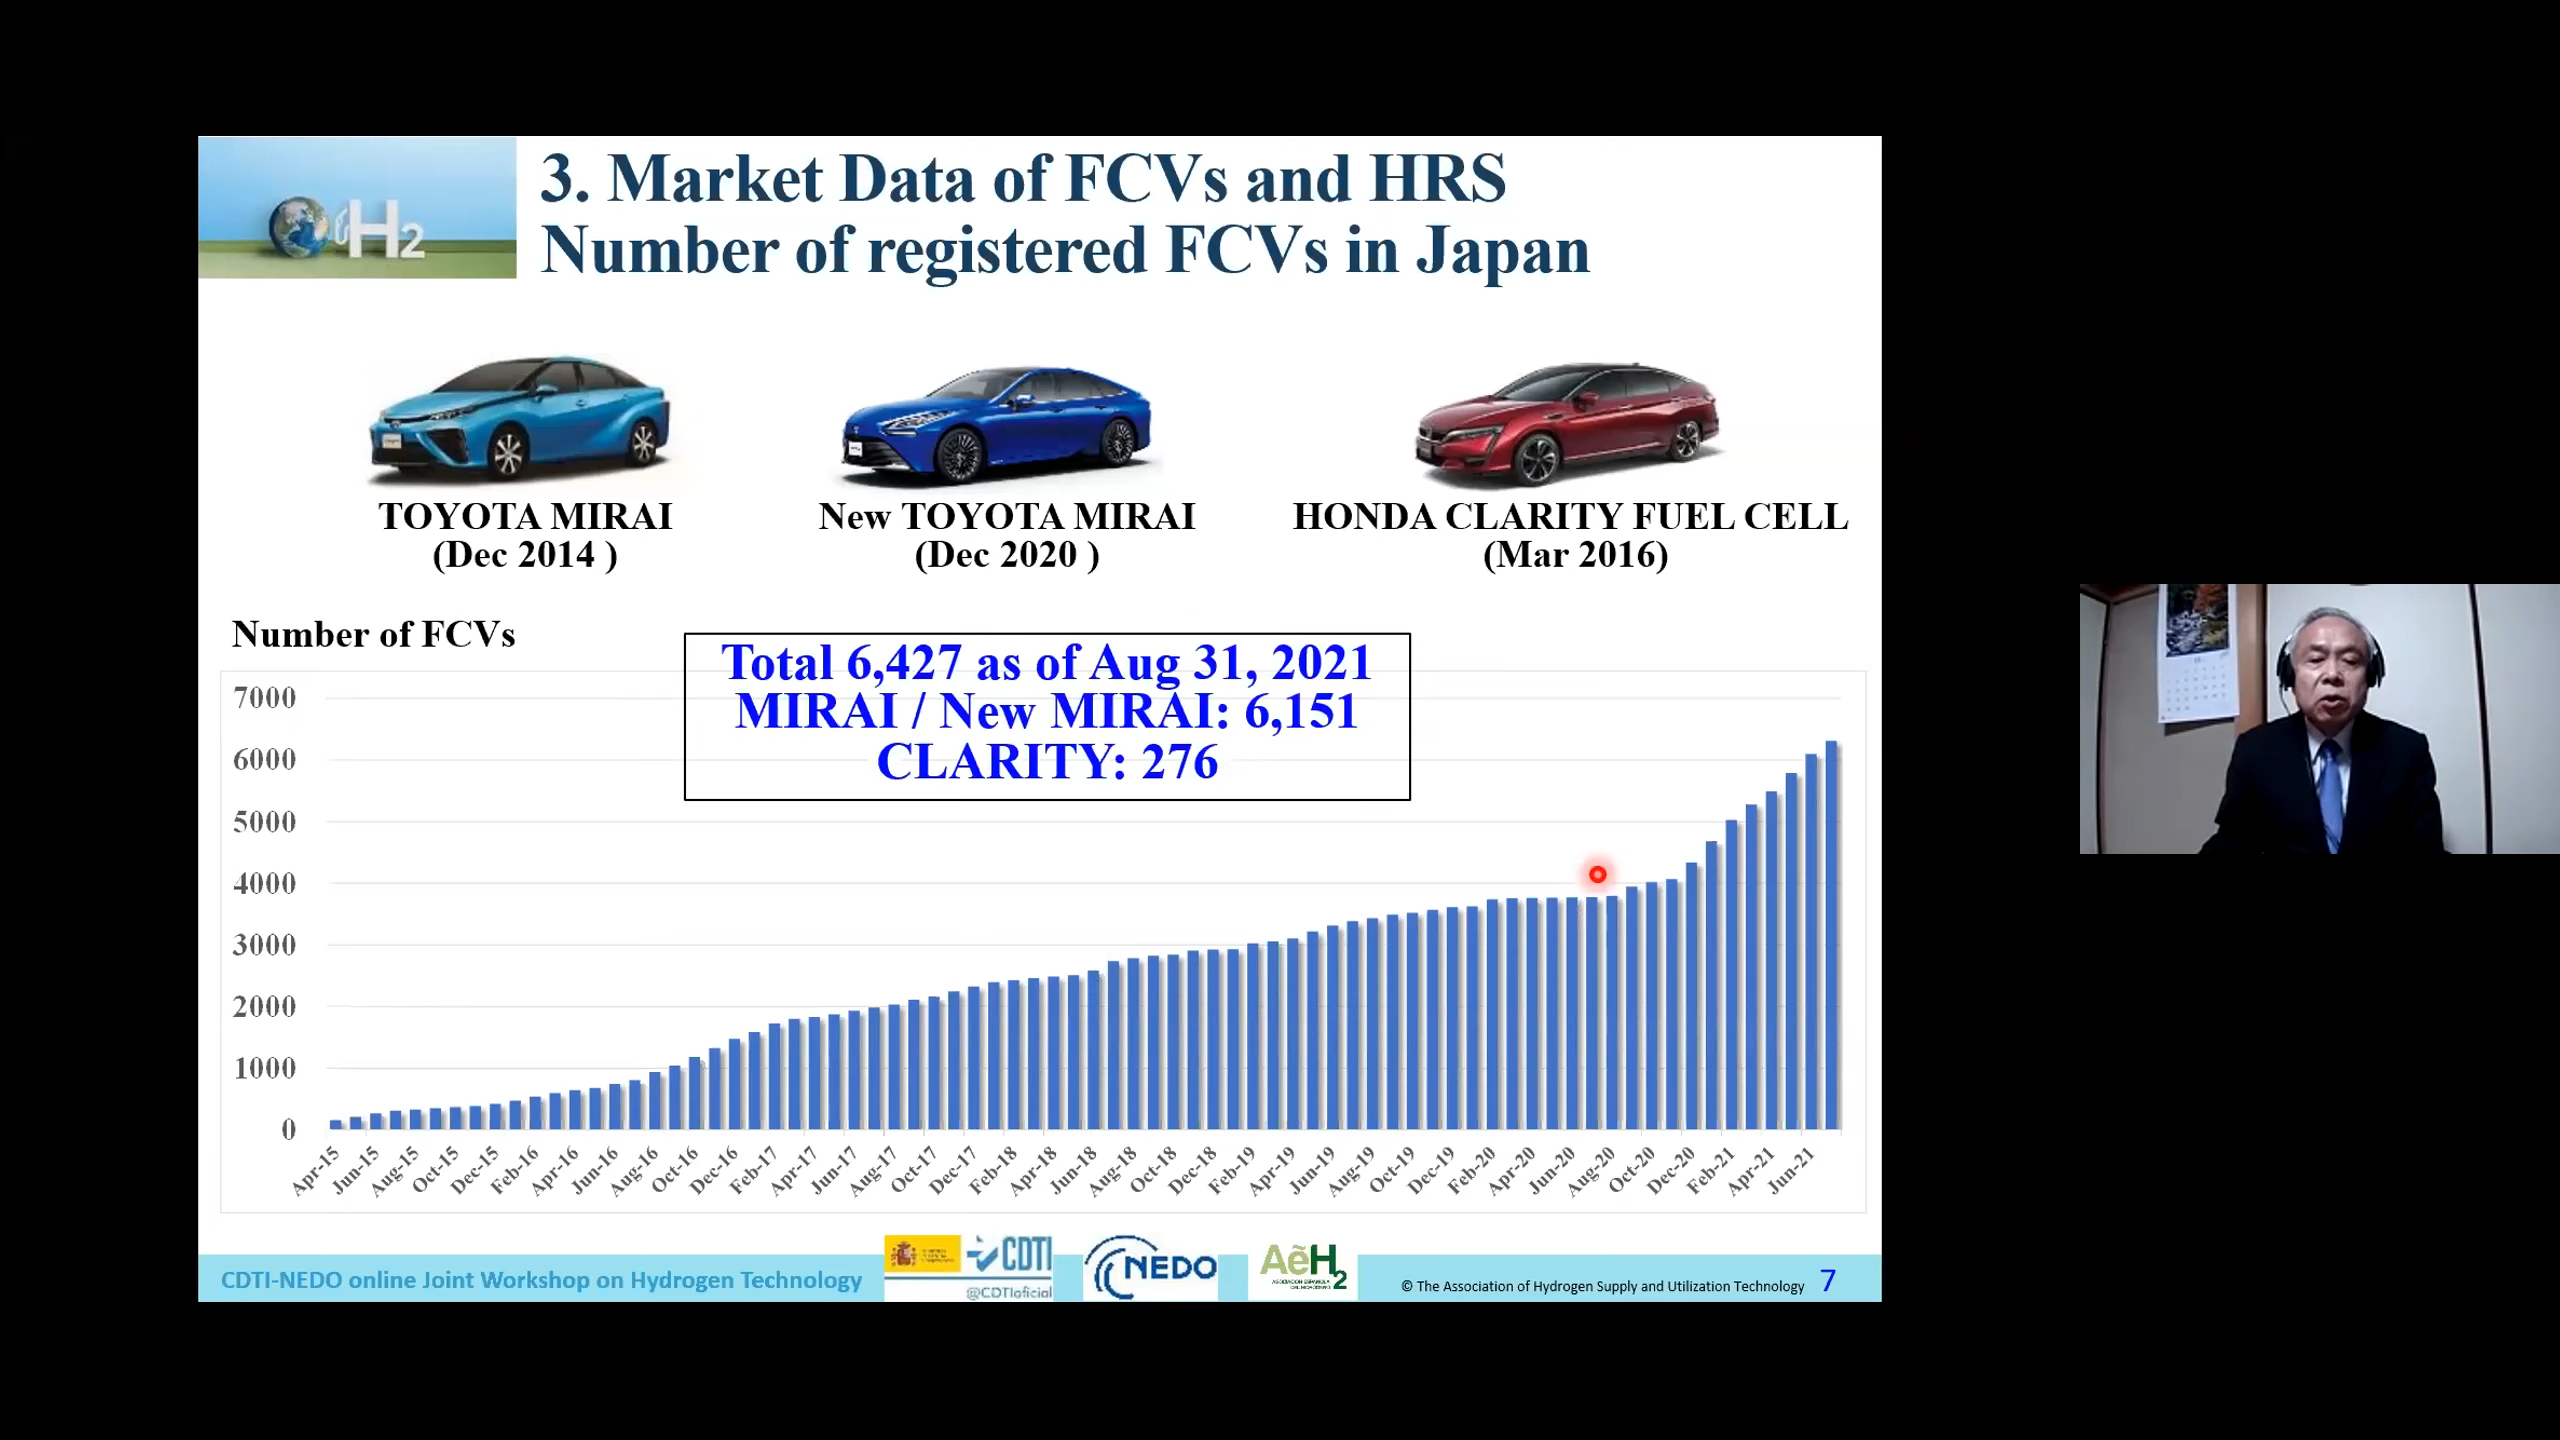 3. Market Data of FCVs and HRS
Number of registered FCVs in Japan
H2
TOYOTA MIRAI
(Dec 2014 )
New TOYOTA MIRAI
(Dec 2020 )
HONDA CLARITY FUEL CELL
(Mar 2016)
Number of FCVs
Total 6,427 as of Aug 31, 2021
MIRAI / New MIRAI: 6,151
CLARITY: 276
7000
6000
5000
4000
3000
2000
1000
0
Apr-15
Jun-15
Aug-15
Oct-15
Dec-15
Feb-16
Apr-16
Jun-16
Aug-16
Oct-16
Dec-16
Feb-17
Apr-17
Jun-17
Aug-17
Oct-17
Dec-17
Feb-18
Apr-18
Jun-18
Aug-18
Oct-18
Dec-18
Feb-19
Apr-19
Jun-19
Aug-19
Oct-19
Dec-19
Feb-20
Apr-20
Jun-20
Aug-20
Oct-20
Dec-20
Feb-21
Apr-21
Jun-21
CDTI-NEDO online Joint Workshop on Hydrogen Technology
CDTI
@CDTIoficial
NEDO
AeH2
© The Association of Hydrogen Supply and Utilization Technology
7